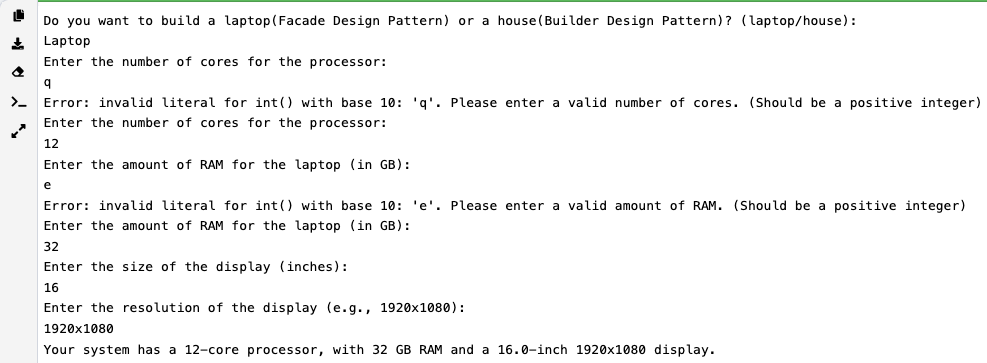 Do you want to build a laptop(Facade Design Pattern) or a house(Builder Design Pattern)? (laptop/house):
Laptop
Enter the number of cores for the processor:
q
Error: invalid literal for int() with base 10: 'q'. Please enter a valid number of cores. (Should be a positive integer)
Enter the number of cores for the processor:
12
Enter the amount of RAM for the laptop (in GB):
e
Error: invalid literal for int() with base 10: 'e'. Please enter a valid amount of RAM. (Should be a positive integer)
Enter the amount of RAM for the laptop (in GB):
32
Enter the size of the display (inches):
16
Enter the resolution of the display (e.g., 1920x1080):
1920x1080
Your system has a 12-core processor, with 32 GB RAM and a 16.0-inch 1920x1080 display.